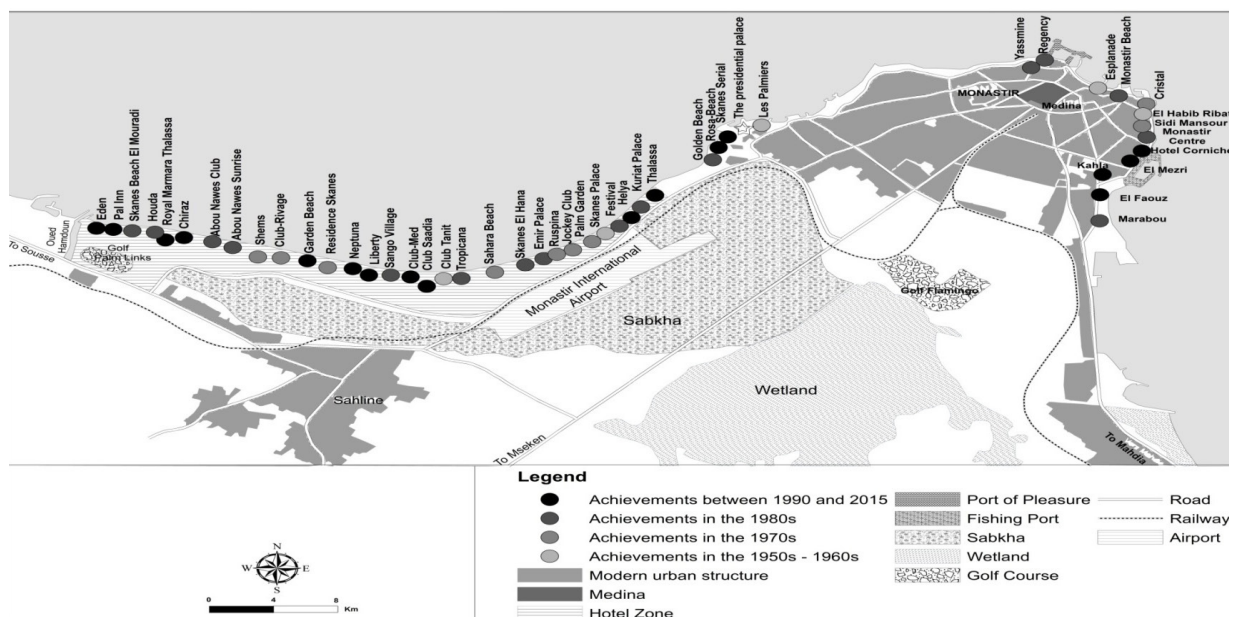 Eden
Pal Inn
Skanes Beach El Mouradi
Houda
Royal Marmara Thalassa
Chiraz
Abou Nawes Club
Abou Nawes Sunrise
Shems
Club-Rivage
Garden Beach
Residence Skanes
Neptuna
Liberty
Sango Village
Club-Med
Club Saadia
Club Tanit
Tropicana
Sahara Beach
Skanes El Hana
Emir Palace
Ruspina
Jockey Club
Palm Garden
Skanes Palace
Festival
Helya
Kuriat Palace
Thalassa
Golden Beach
Rosa-Beach
Skanes Serial
The presidential palace
Les Palmiers
Yassmine
Regency
Esplanade
Monastir Beach
Cristal
El Habib Ribat
Sidi Mansour
Monastir
Centre
Hotel Corniche
El Mezri
Kahla
El Faouz
Marabou
MONASTIR
Medina
Oued
Hamdoun
To Sousse
Golf
Palm Links
Monastir International
Airport
Sabkha
Golf Flamingo
Wetland
Sahline
To Mseken
To Mahdia
Legend
Achievements between 1990 and 2015
Achievements in the 1980s
Achievements in the 1970s
Achievements in the 1950s - 1960s
Modern urban structure
Medina
Hotel Zone
Port of Pleasure
Fishing Port
Sabkha
Wetland
Golf Course
Road
Railway
Airport
N
W E
S
0 4 8
Km